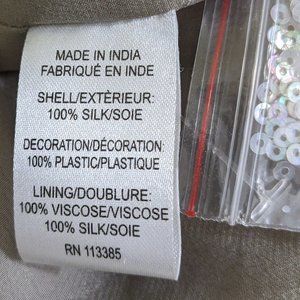 MADE IN INDIA
FABRIQUÉ EN INDE
SHELL/EXTÈRIEUR:
100% SILK/SOIE
DECORATION/DÉCORATION:
100% PLASTIC/PLASTIQUE
LINING/DOUBLURE:
100% VISCOSE/VISCOSE
100% SILK/SOIE
RN 113385